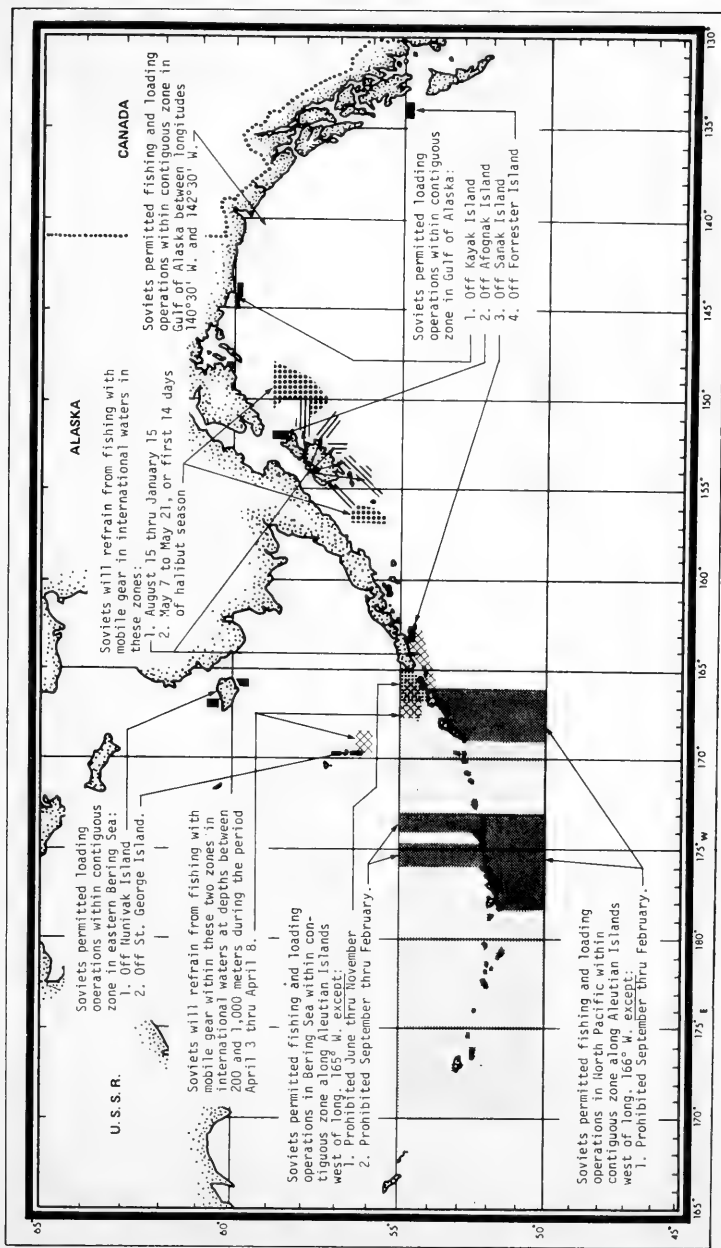 U.S.S.R.
ALASKA
CANADA
Soviets permitted loading
operations within contiguous
zone in eastern Bering Sea:
1. Off Nunivak Island
2. Off St. George Island.
Soviets will refrain from fishing with
mobile gear within these two zones in
international waters at depths between
200 and 1,000 meters during the period
April 3 thru April 8.
Soviets permitted fishing and loading
operations in Bering Sea within con-
tiguous zone along Aleutian Islands
west of long. 165° W. except:
1. Prohibited June thru November
2. Prohibited September thru February.
Soviets permitted fishing and loading
operations in North Pacific within
contiguous zone along Aleutian Islands
west of long. 166° W. except:
1. Prohibited September thru February.
Soviets will refrain from fishing with
mobile gear in international waters in
these zones:
1. August 15 thru January 15
2. May 7 to May 21, or first 14 days
of halibut season
Soviets permitted fishing and loading
operations within contiguous zone in
Gulf of Alaska between longitudes
140°30' W. and 142°30' W.
Soviets permitted loading
operations within contiguous
zone in Gulf of Alaska:
1. Off Kayak Island
2. Off Afognak Island
3. Off Sanak Island
4. Off Forrester Island
65°
60°
55°
50°
45°
165°
170°
175°
E
180°
175° W
170°
165°
160°
155°
150°
145°
140°
135°
130°